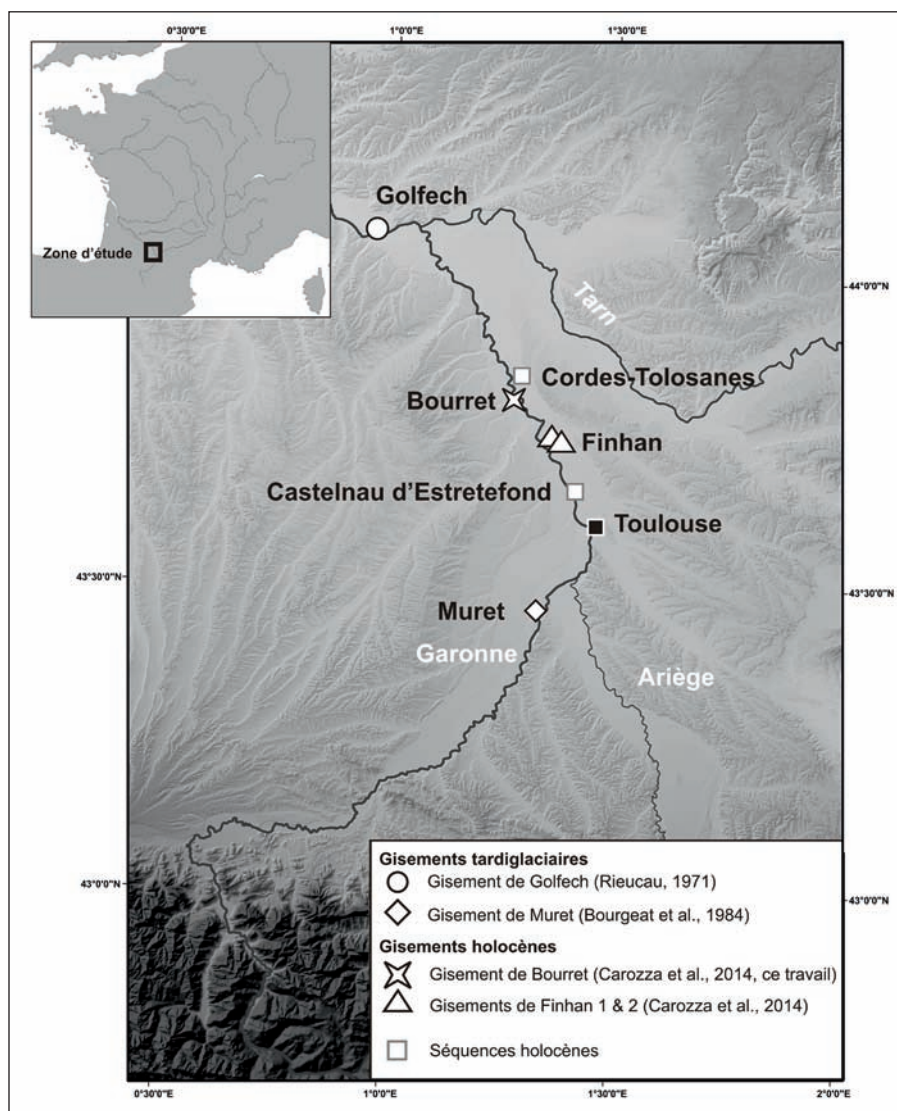 0°30'0"E 1°0'0"E 1°30'0"E 2°0'0"E
Zone d'étude
Golfech
44°0'0"N
Tarn
Cordes-Tolosanes
Bourret
Finhan
Castelnau d'Estretefond
Toulouse
43°30'0"N
43°30'0"N
Muret
Garonne
Ariège
43°0'0"N
43°0'0"N
Gisements tardiglaciaires
Gisement de Golfech (Rieucau, 1971)
Gisement de Muret (Bourgeat et al., 1984)
Gisements holocènes
Gisement de Bourret (Carozza et al., 2014, ce travail)
Gisements de Finhan 1 & 2 (Carozza et al., 2014)
Séquences holocènes
0°30'0"E 1°0'0"E 1°30'0"E 2°0'0"E